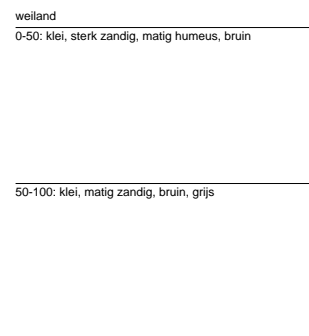 weiland
0-50: klei, sterk zandig, matig humeus, bruin
50-100: klei, matig zandig, bruin, grijs